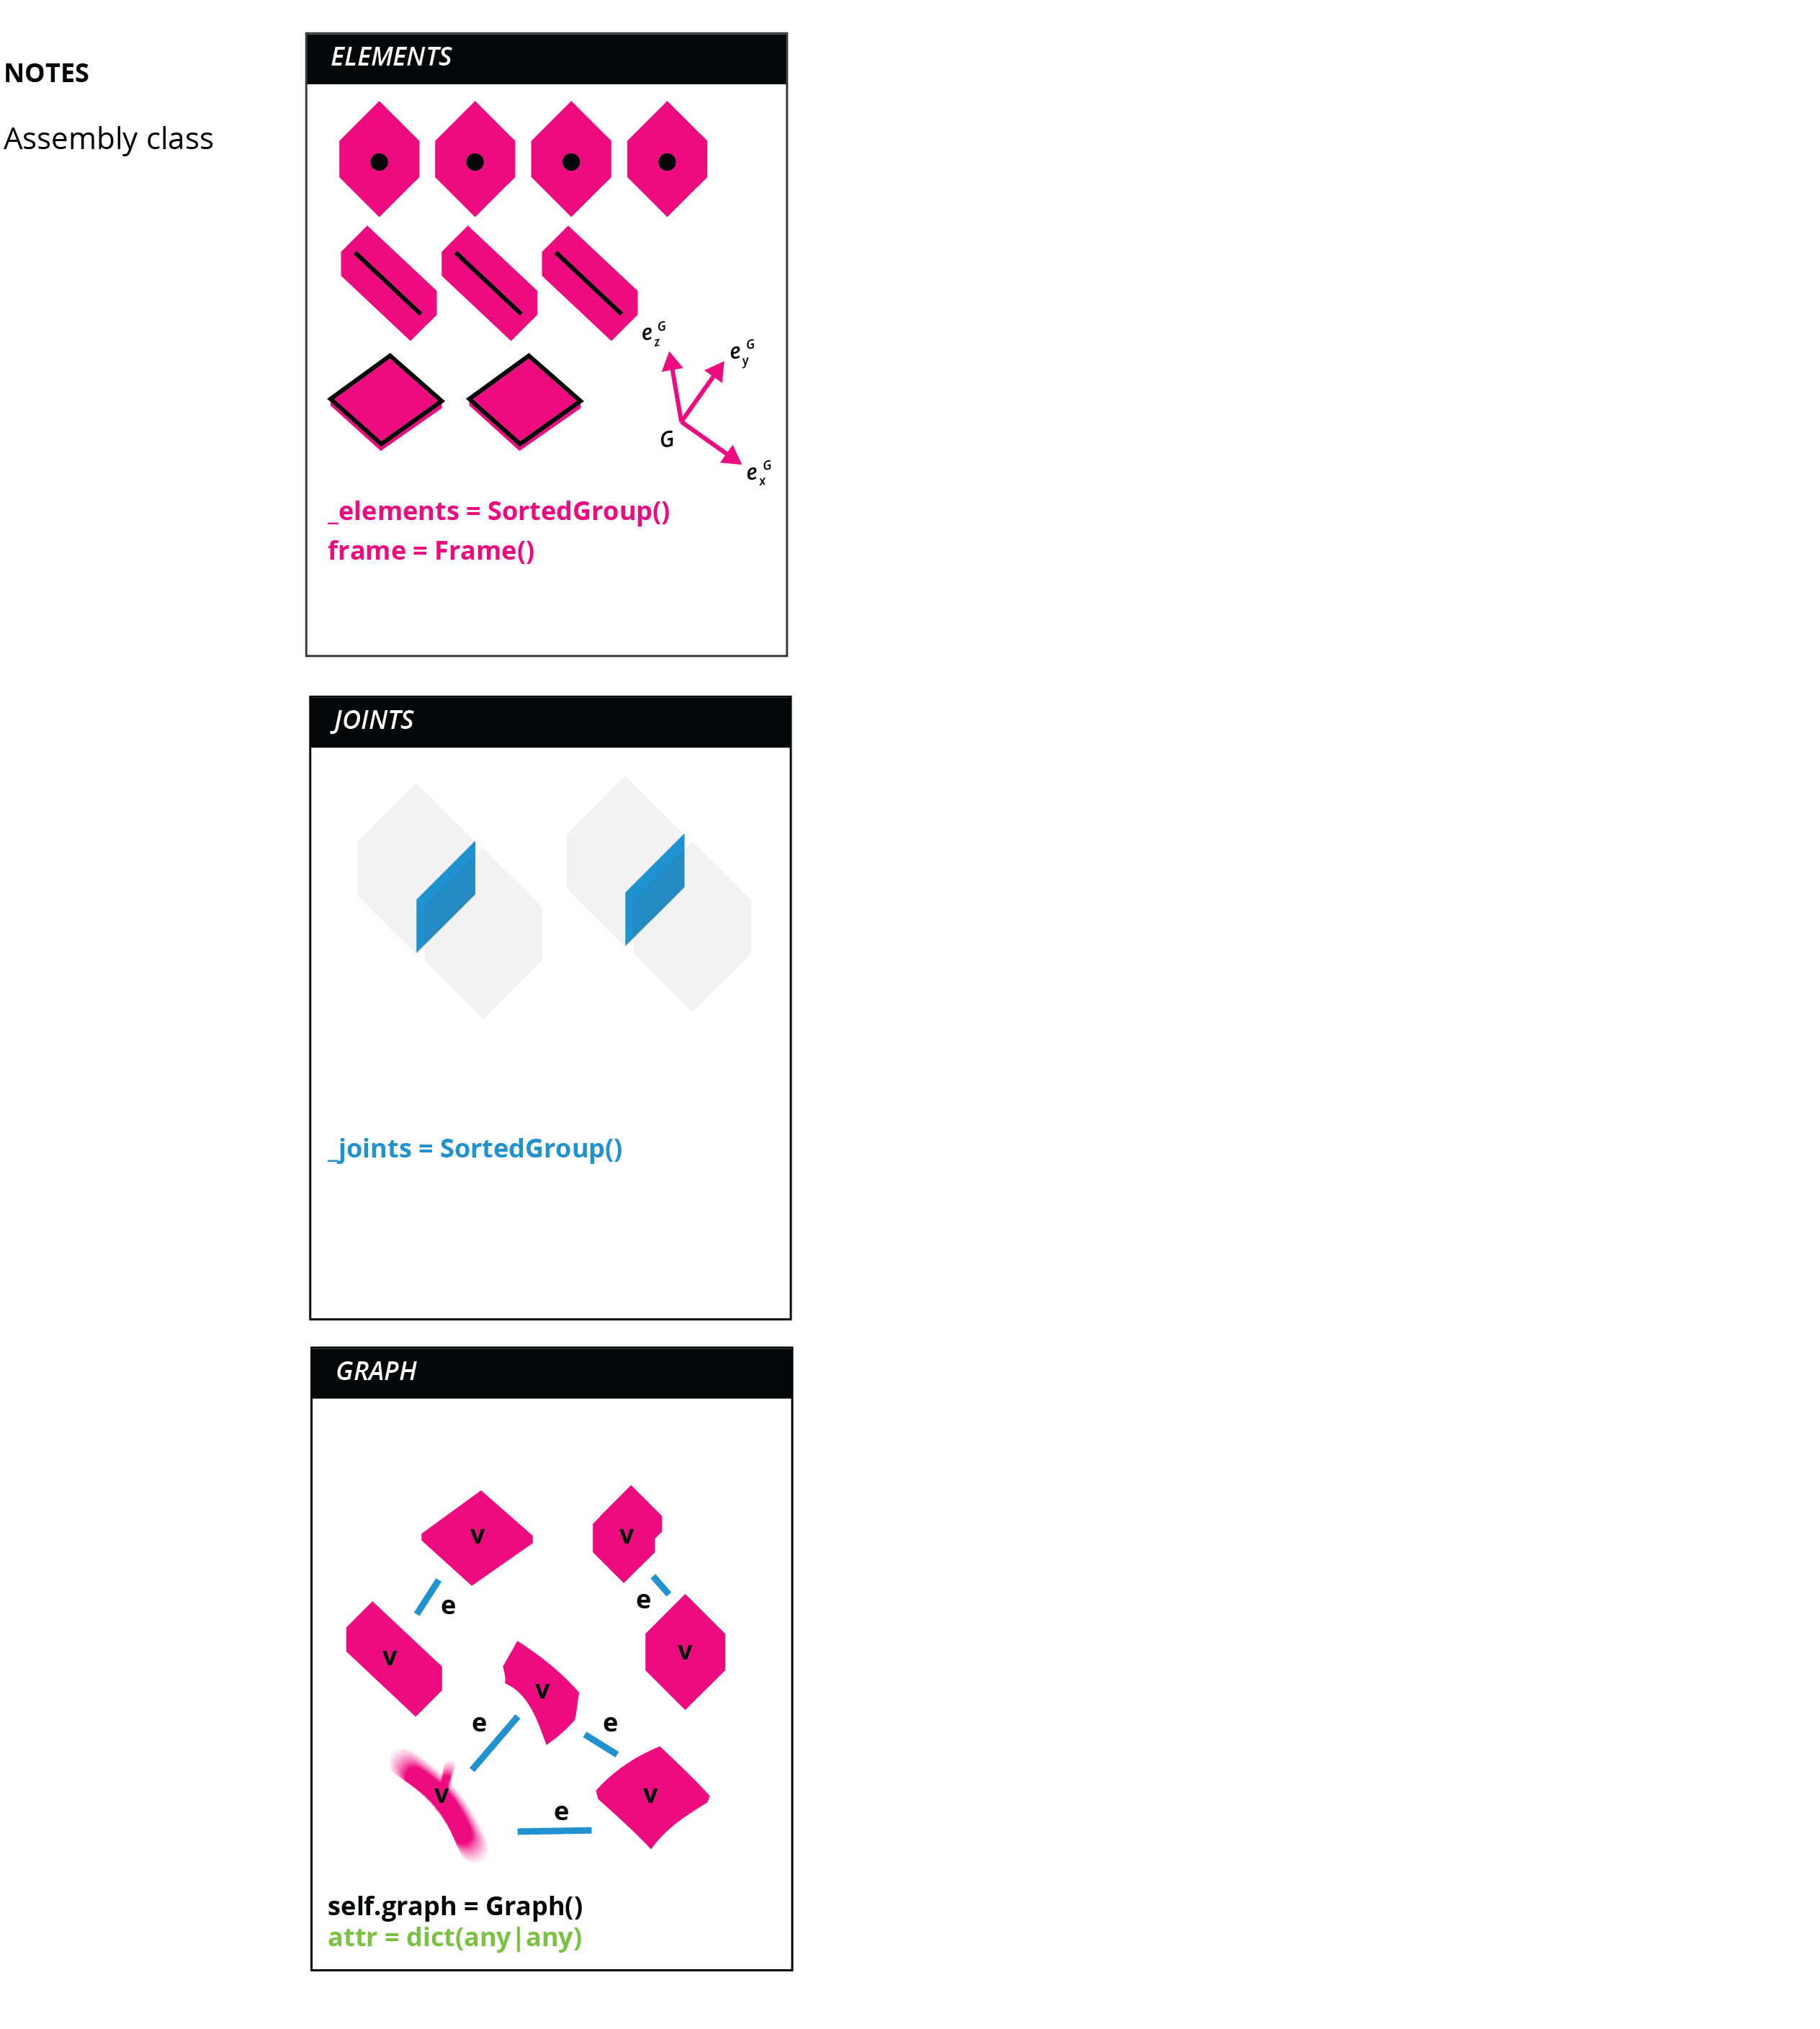 NOTES
Assembly class
ELEMENTS
e_z^G
e_y^G
G
e_x^G
_elements = SortedGroup()
frame = Frame()
JOINTS
_joints = SortedGroup()
GRAPH
v
v
e
e
v
v
v
e
e
v
v
e
self.graph = Graph()
attr = dict(any|any)